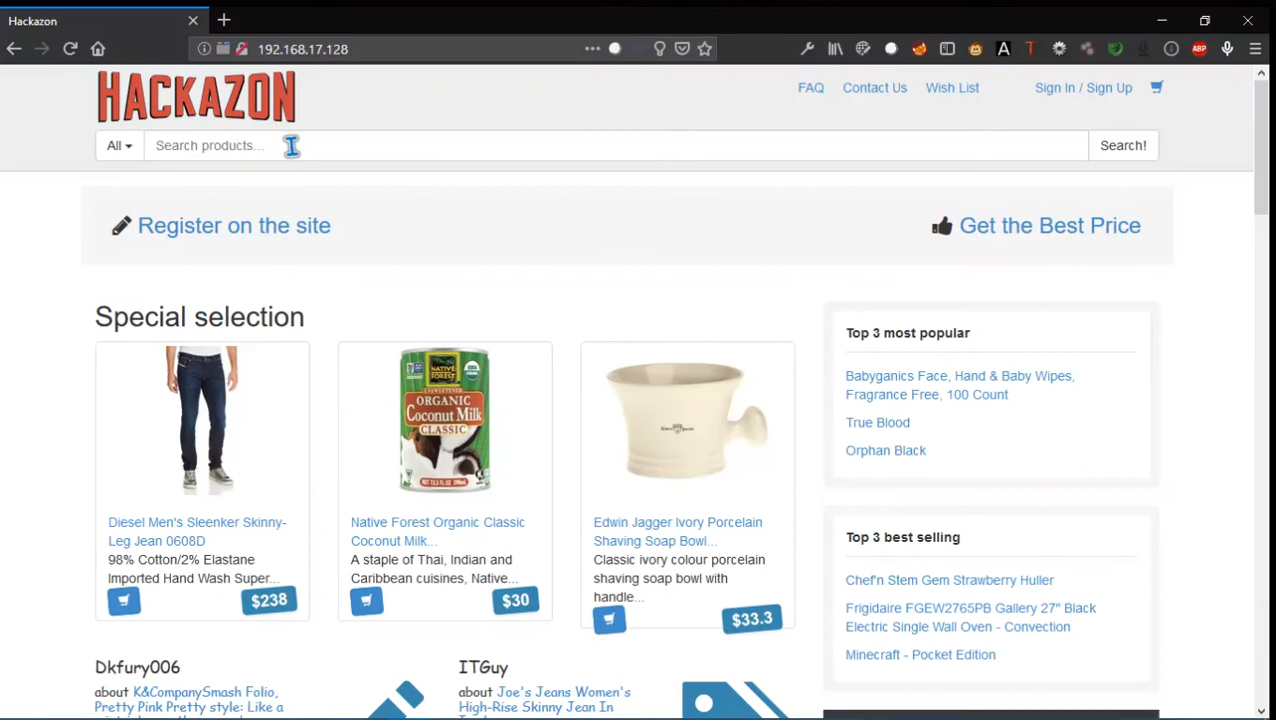 Hackazon
192.168.17.128
HACKAZON
FAQ
Contact Us
Wish List
Sign In / Sign Up
All
Search products...
Search!
Register on the site
Get the Best Price
Special selection
NATIVE
FOREST
ORGANIC
Coconut Milk
CLASSIC
Diesel Men's Sleenker Skinny-
Leg Jean 0608D
98% Cotton/2% Elastane
Imported Hand Wash Super...
$238
Native Forest Organic Classic
Coconut Milk...
A staple of Thai, Indian and
Caribbean cuisines, Native...
$30
Edwin Jagger Ivory Porcelain
Shaving Soap Bowl...
Classic ivory colour porcelain
shaving soap bowl with
handle...
$33.3
Top 3 most popular
Babyganics Face, Hand & Baby Wipes,
Fragrance Free, 100 Count
True Blood
Orphan Black
Top 3 best selling
Chef'n Stem Gem Strawberry Huller
Frigidaire FGEW2765PB Gallery 27" Black
Electric Single Wall Oven - Convection
Minecraft - Pocket Edition
Dkfury006
about K&CompanySmash Folio,
Pretty Pink Pretty style: Like a
ITGuy
about Joe's Jeans Women's
High-Rise Skinny Jean In